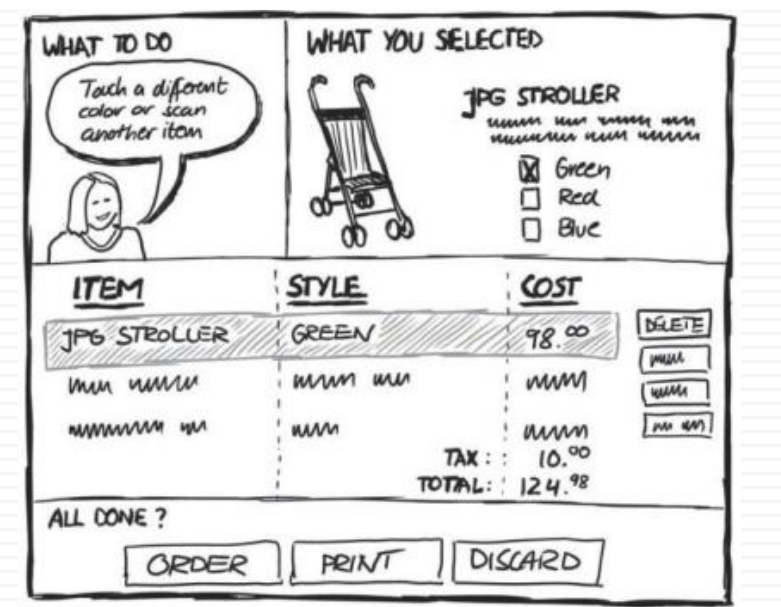 WHAT TO DO
Touch a different
color or scan
another item
WHAT YOU SELECTED
JPG STROLLER
Green
Red
Blue
ITEM STYLE COST
JPG STROLLER GREEN 98.00 DELETE
TAX: : 10.00
TOTAL: 124.98
ALL DONE?
ORDER PRINT DISCARD